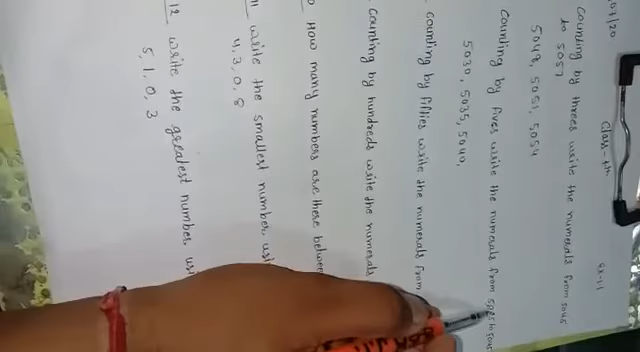 04/20
Class-4th
Ex-11
Counting by threes write the numerals from 5045
to 5057
5048, 5051, 5054
Counting by fives write the numerals from
5030, 5035, 5040,
Counting by fifties write the numerals from
Counting by hundreds write the numerals
How many numbers are there between
11 write the smallest number
4, 3, 0, 8
12 write the greatest number
5, 1, 0, 3